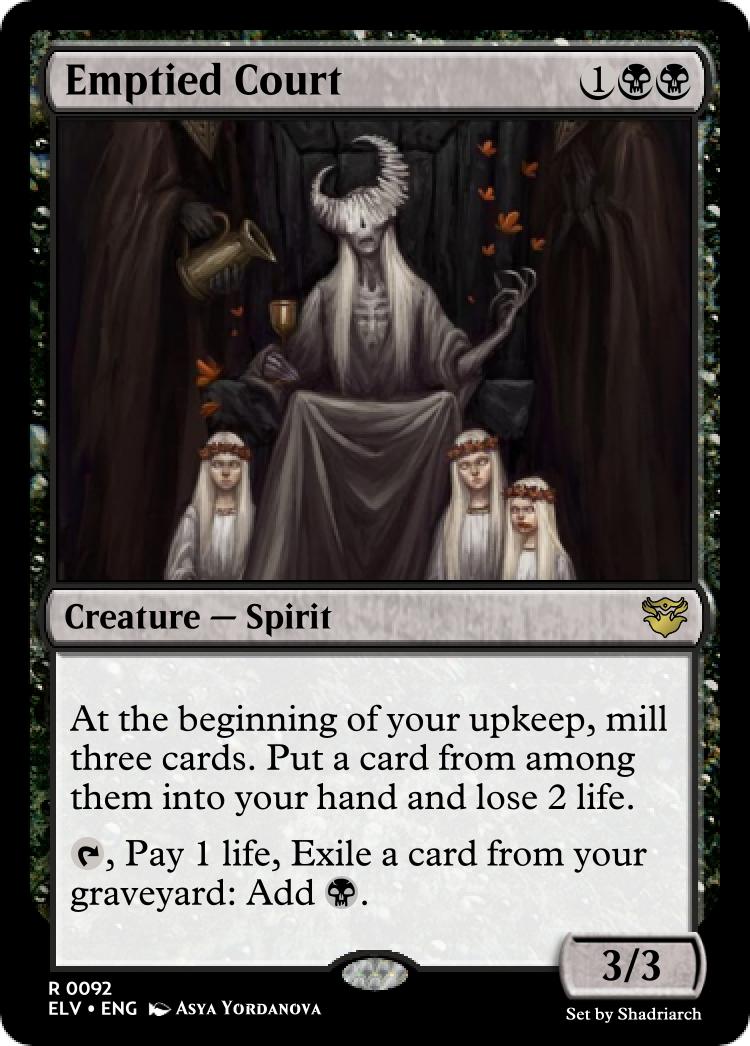 Emptied Court 1
Creature — Spirit
At the beginning of your upkeep, mill
three cards. Put a card from among
them into your hand and lose 2 life.
, Pay 1 life, Exile a card from your
graveyard: Add .
3/3
R 0092
ELV • ENG Asya Yordanova
Set by Shadriarch